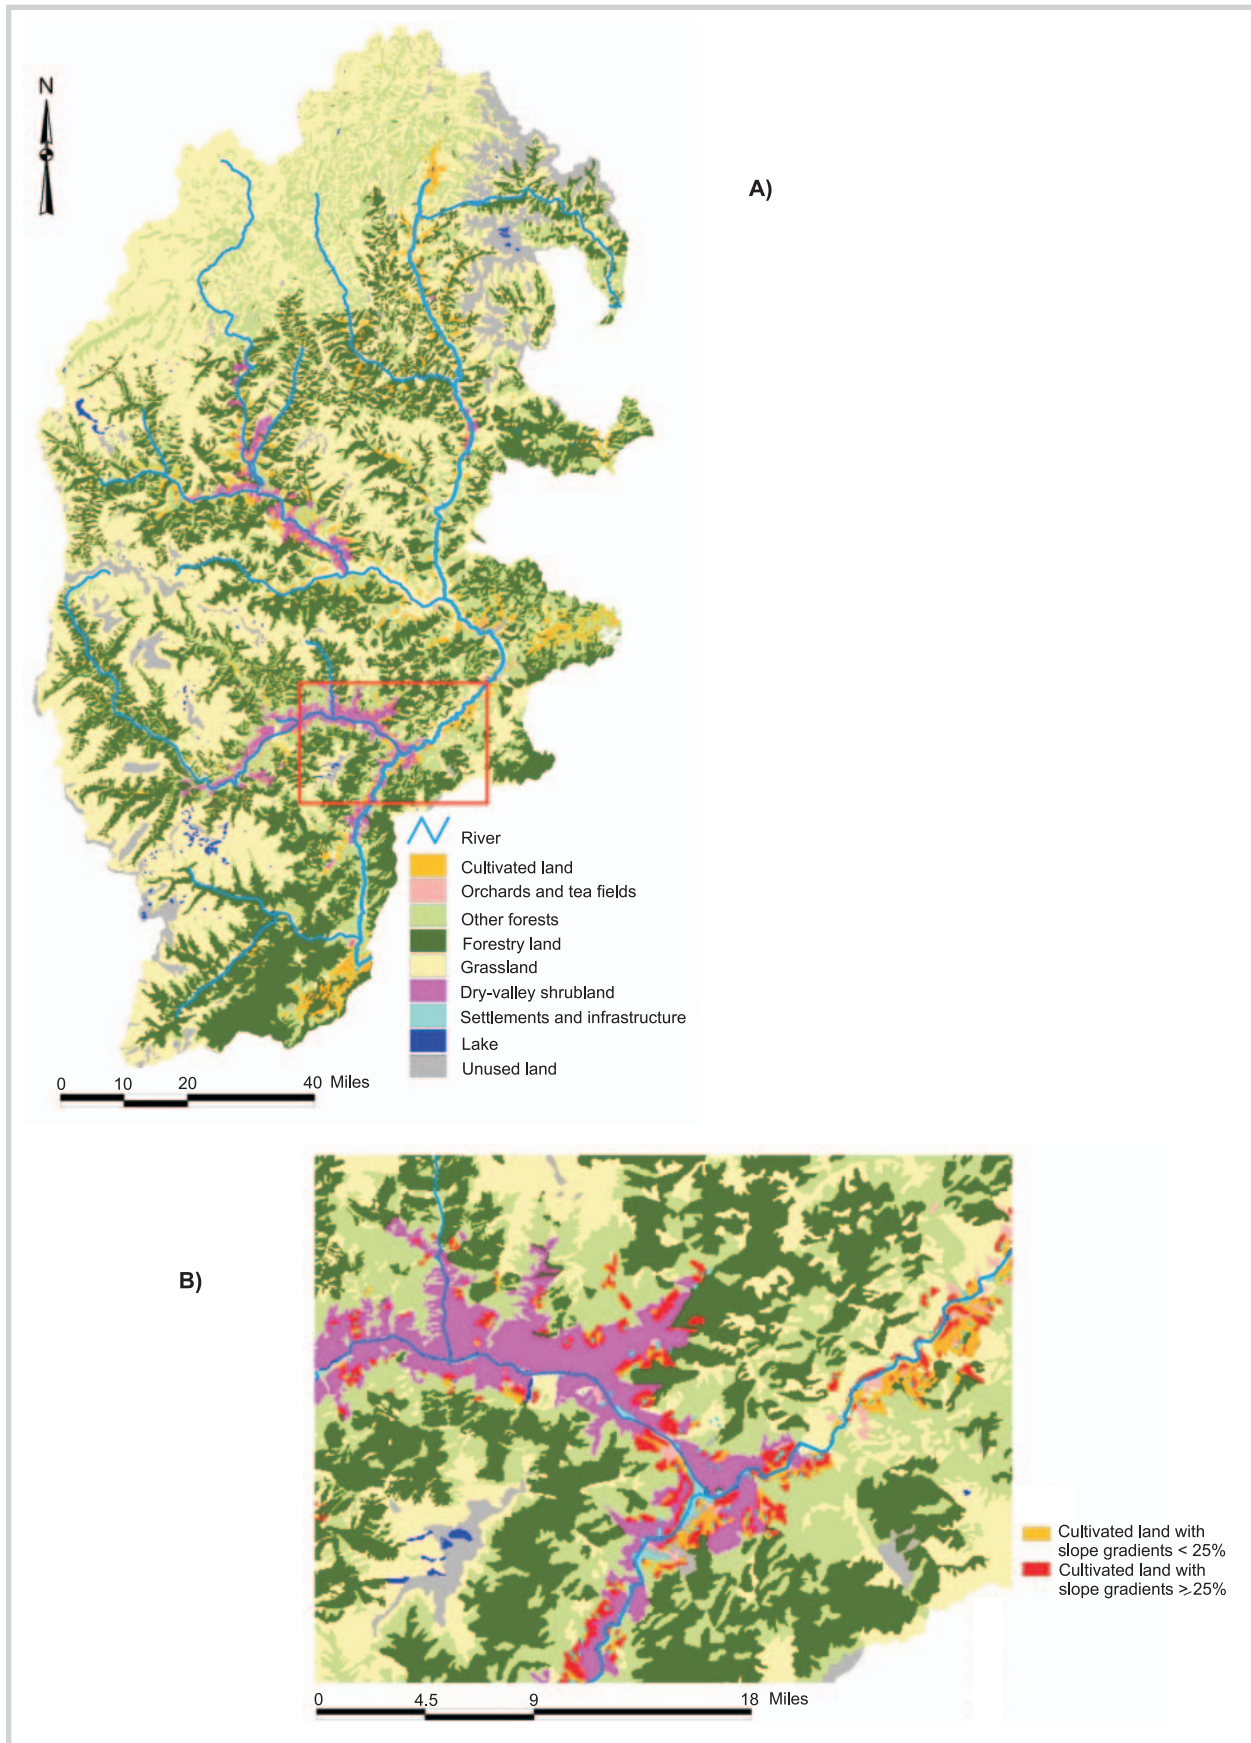 N
A)
River
Cultivated land
Orchards and tea fields
Other forests
Forestry land
Grassland
Dry-valley shrubland
Settlements and infrastructure
Lake
Unused land
0 10 20 40 Miles
B)
Cultivated land with
slope gradients < 25%
Cultivated land with
slope gradients ⩾25%
0 4.5 9 18 Miles